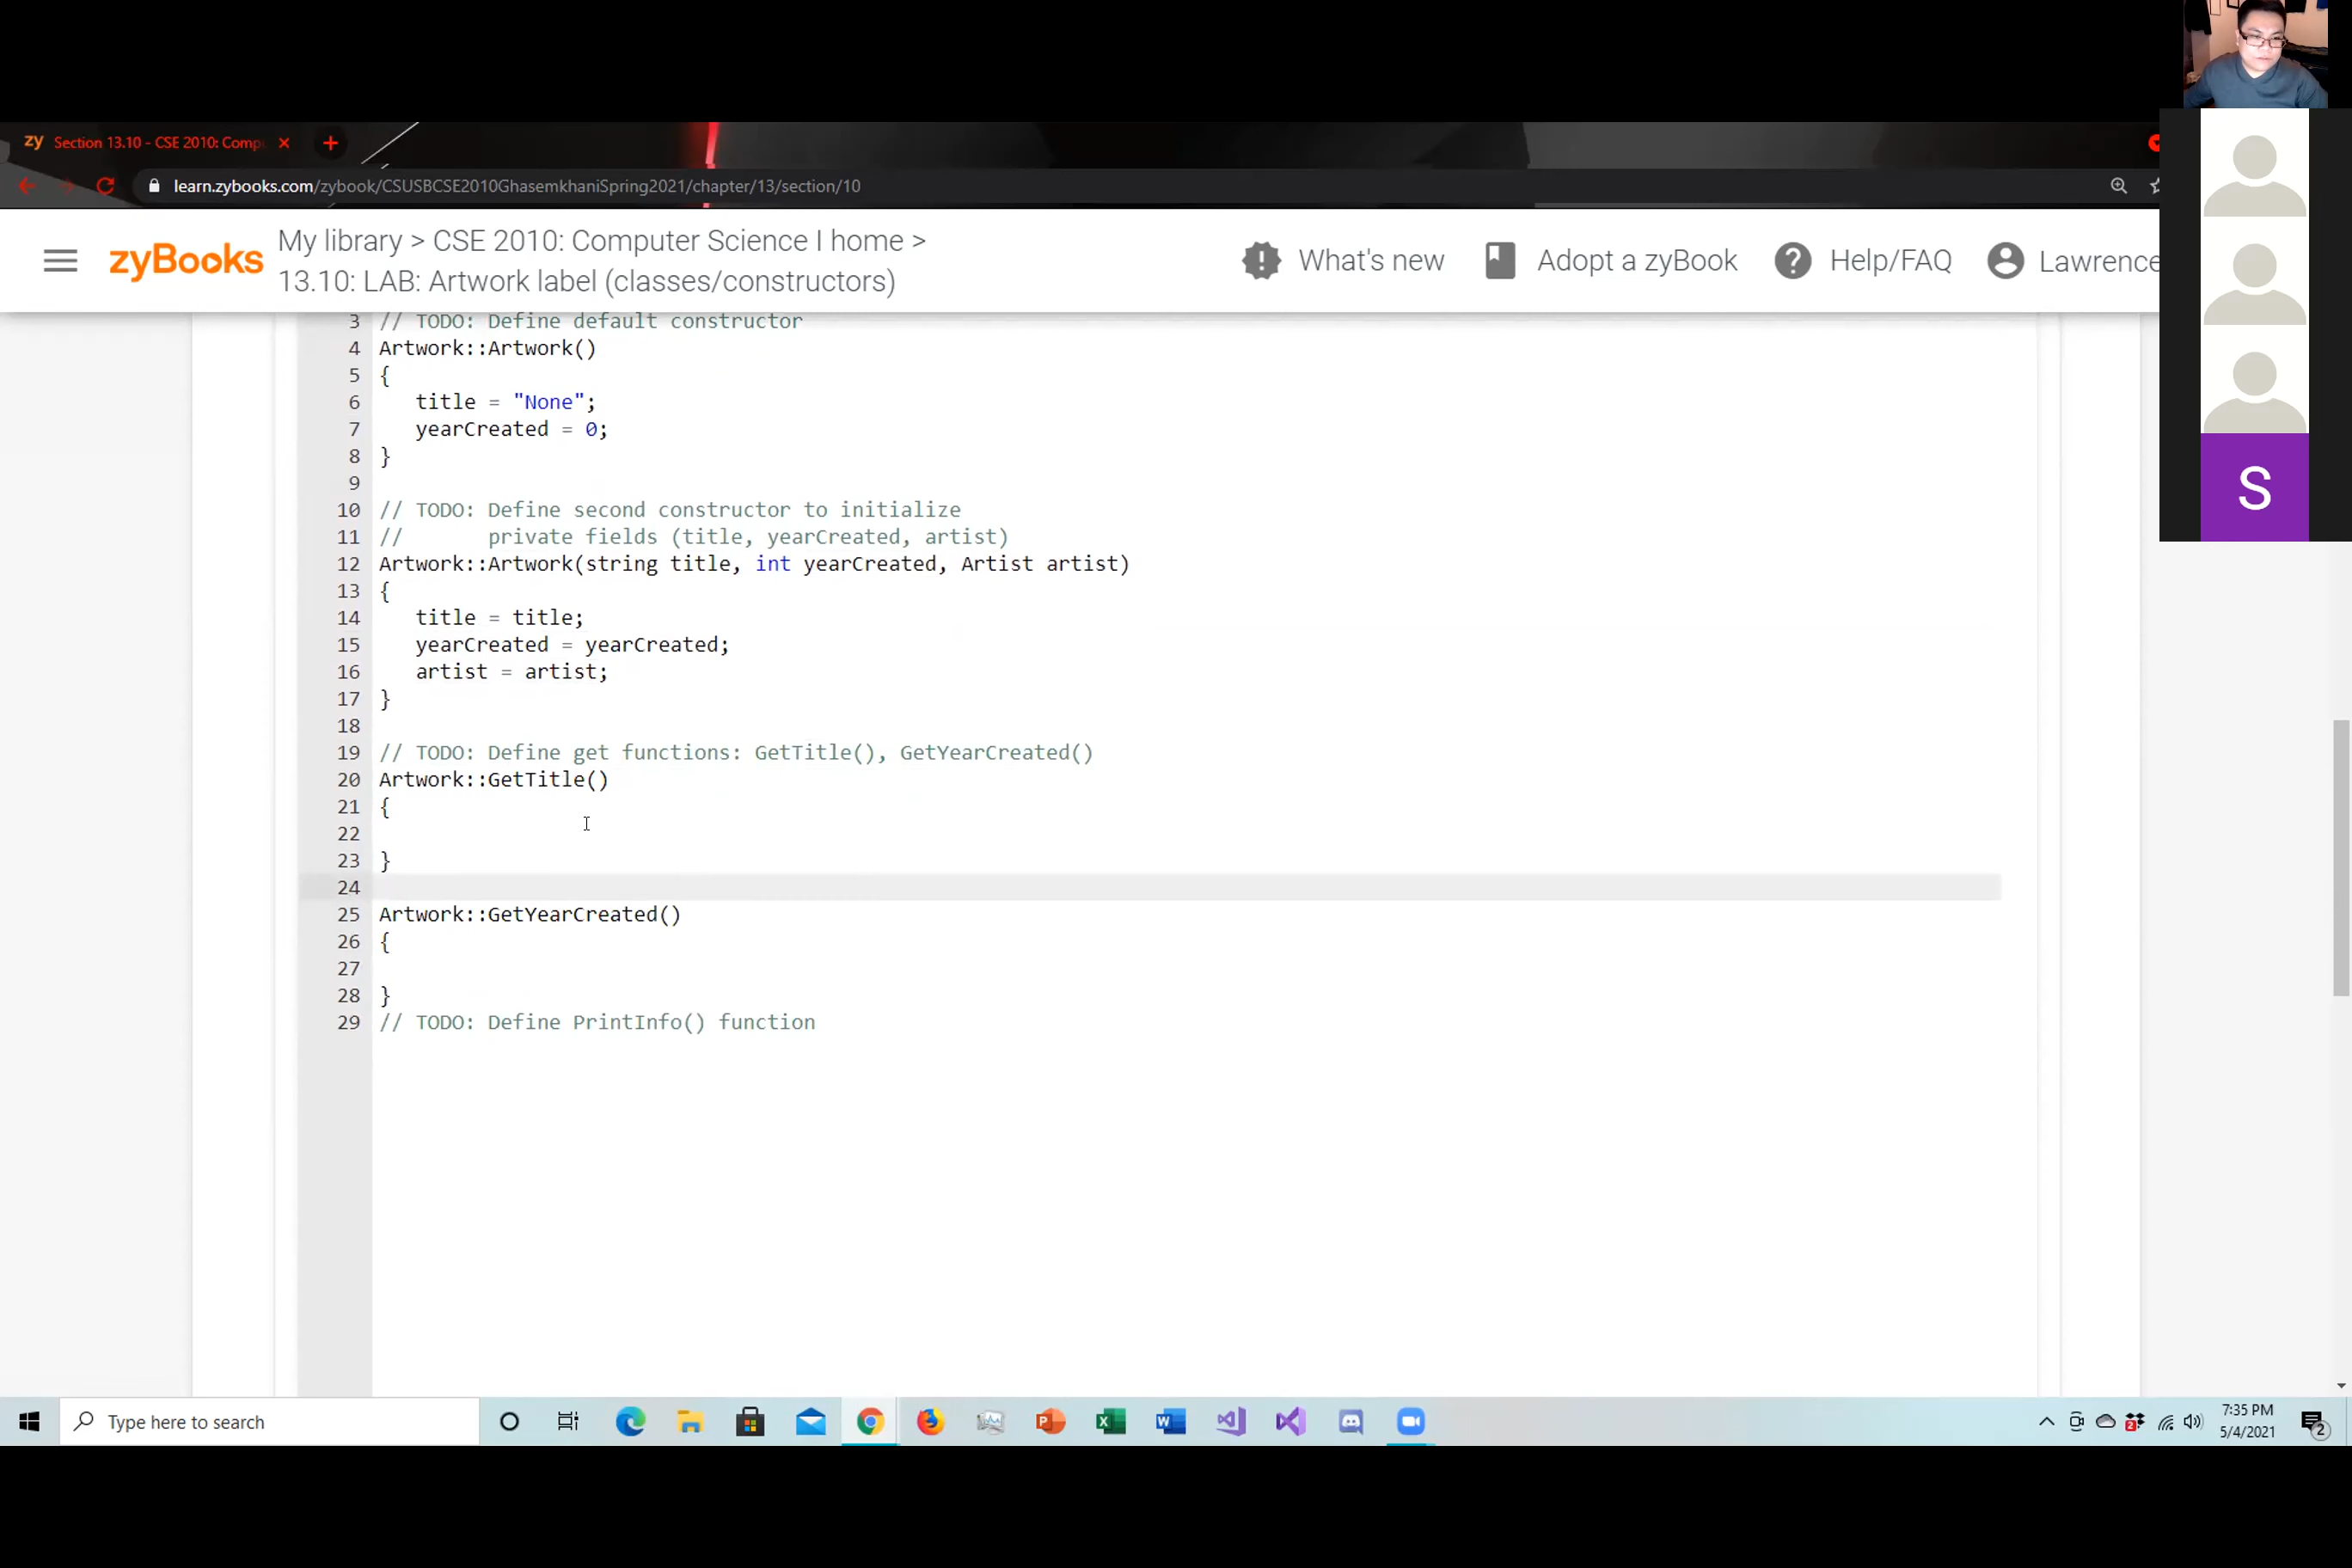 zy Section 13.10 - CSE 2010: Comp
learn.zybooks.com/zybook/CSUSBCSE2010GhasemkhaniSpring2021/chapter/13/section/10
zyBooks
My library > CSE 2010: Computer Science I home >
13.10: LAB: Artwork label (classes/constructors)
What's new
Adopt a zyBook
Help/FAQ
Lawrence
3 // TODO: Define default constructor
4 Artwork::Artwork()
5 {
6    title = "None";
7    yearCreated = 0;
8 }
9
10 // TODO: Define second constructor to initialize
11 //       private fields (title, yearCreated, artist)
12 Artwork::Artwork(string title, int yearCreated, Artist artist)
13 {
14    title = title;
15    yearCreated = yearCreated;
16    artist = artist;
17 }
18
19 // TODO: Define get functions: GetTitle(), GetYearCreated()
20 Artwork::GetTitle()
21 {
22
23 }
24
25 Artwork::GetYearCreated()
26 {
27
28 }
29 // TODO: Define PrintInfo() function
S
Type here to search
7:35 PM
5/4/2021
2